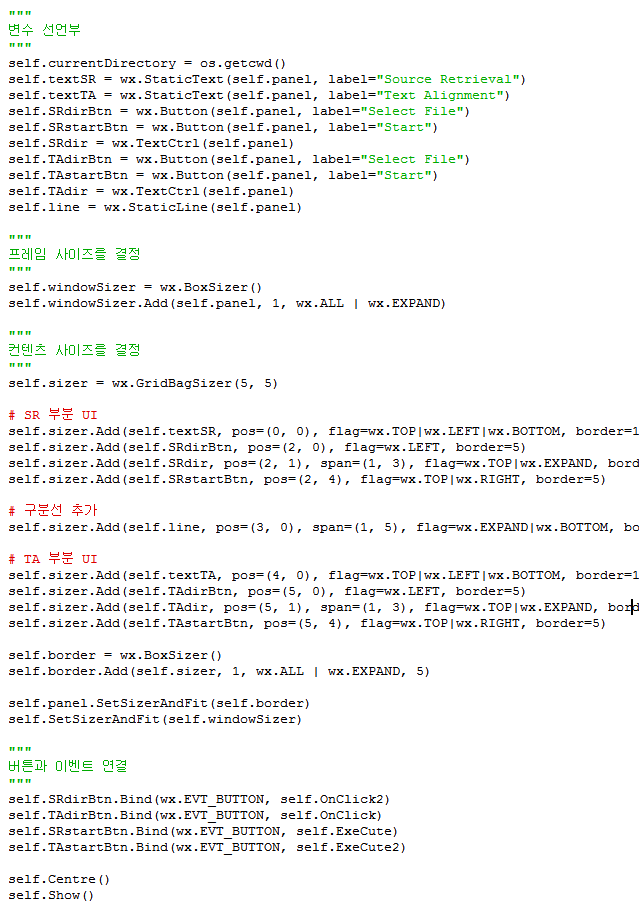 """
변수 선언부
"""
self.currentDirectory = os.getcwd()
self.textSR = wx.StaticText(self.panel, label="Source Retrieval")
self.textTA = wx.StaticText(self.panel, label="Text Alignment")
self.SRdirBtn = wx.Button(self.panel, label="Select File")
self.SRstartBtn = wx.Button(self.panel, label="Start")
self.SRdir = wx.TextCtrl(self.panel)
self.TAdirBtn = wx.Button(self.panel, label="Select File")
self.TAstartBtn = wx.Button(self.panel, label="Start")
self.TAdir = wx.TextCtrl(self.panel)
self.line = wx.StaticLine(self.panel)
"""
프레임 사이즈를 결정
"""
self.windowSizer = wx.BoxSizer()
self.windowSizer.Add(self.panel, 1, wx.ALL | wx.EXPAND)
"""
컨텐츠 사이즈를 결정
"""
self.sizer = wx.GridBagSizer(5, 5)
# SR 부분 UI
self.sizer.Add(self.textSR, pos=(0, 0), flag=wx.TOP|wx.LEFT|wx.BOTTOM, border=1
self.sizer.Add(self.SRdirBtn, pos=(2, 0), flag=wx.LEFT, border=5)
self.sizer.Add(self.SRdir, pos=(2, 1), span=(1, 3), flag=wx.TOP|wx.EXPAND, bord
self.sizer.Add(self.SRstartBtn, pos=(2, 4), flag=wx.TOP|wx.RIGHT, border=5)
# 구분선 추가
self.sizer.Add(self.line, pos=(3, 0), span=(1, 5), flag=wx.EXPAND|wx.BOTTOM, bo
# TA 부분 UI
self.sizer.Add(self.textTA, pos=(4, 0), flag=wx.TOP|wx.LEFT|wx.BOTTOM, border=1
self.sizer.Add(self.TAdirBtn, pos=(5, 0), flag=wx.LEFT, border=5)
self.sizer.Add(self.TAdir, pos=(5, 1), span=(1, 3), flag=wx.TOP|wx.EXPAND, bord
self.sizer.Add(self.TAstartBtn, pos=(5, 4), flag=wx.TOP|wx.RIGHT, border=5)
self.border = wx.BoxSizer()
self.border.Add(self.sizer, 1, wx.ALL | wx.EXPAND, 5)
self.panel.SetSizerAndFit(self.border)
self.SetSizerAndFit(self.windowSizer)
"""
버튼과 이벤트 연결
"""
self.SRdirBtn.Bind(wx.EVT_BUTTON, self.OnClick2)
self.TAdirBtn.Bind(wx.EVT_BUTTON, self.OnClick)
self.SRstartBtn.Bind(wx.EVT_BUTTON, self.ExeCute)
self.TAstartBtn.Bind(wx.EVT_BUTTON, self.ExeCute2)
self.Centre()
self.Show()